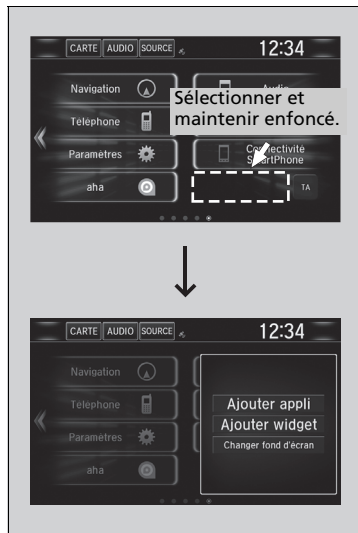 CARTE AUDIO SOURCE 12:34
Navigation
Sélectionner et
maintenir enfoncé.
Téléphone
Paramètres
Connectivité
SmartPhone
aha
TA
CARTE AUDIO SOURCE 12:34
Navigation
Téléphone
Paramètres
aha
Ajouter appli
Ajouter widget
Changer fond d'écran